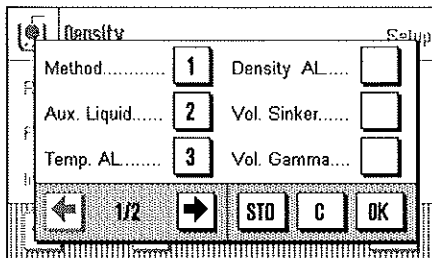 Density
Setup
Method............ 1 Density AL....
Aux. Liquid...... 2 Vol. Sinker......
Temp. AL........ 3 Vol. Gamma....
1/2 STD C OK